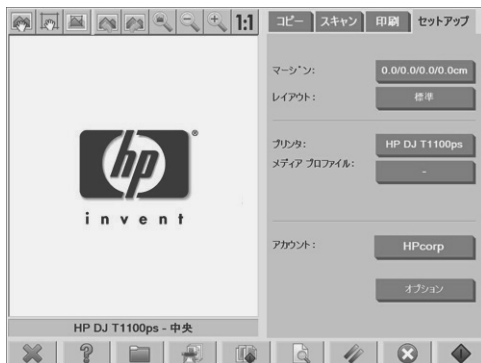 1:1
コピー スキャン 印刷 セットアップ
マージン: 0.0/0.0/0.0/0.0cm
レイアウト: 標準
プリンタ: HP DJ T1100ps
メディア プロファイル: -
アカウント: HPcorp
オプション
hp
invent
HP DJ T1100ps - 中央